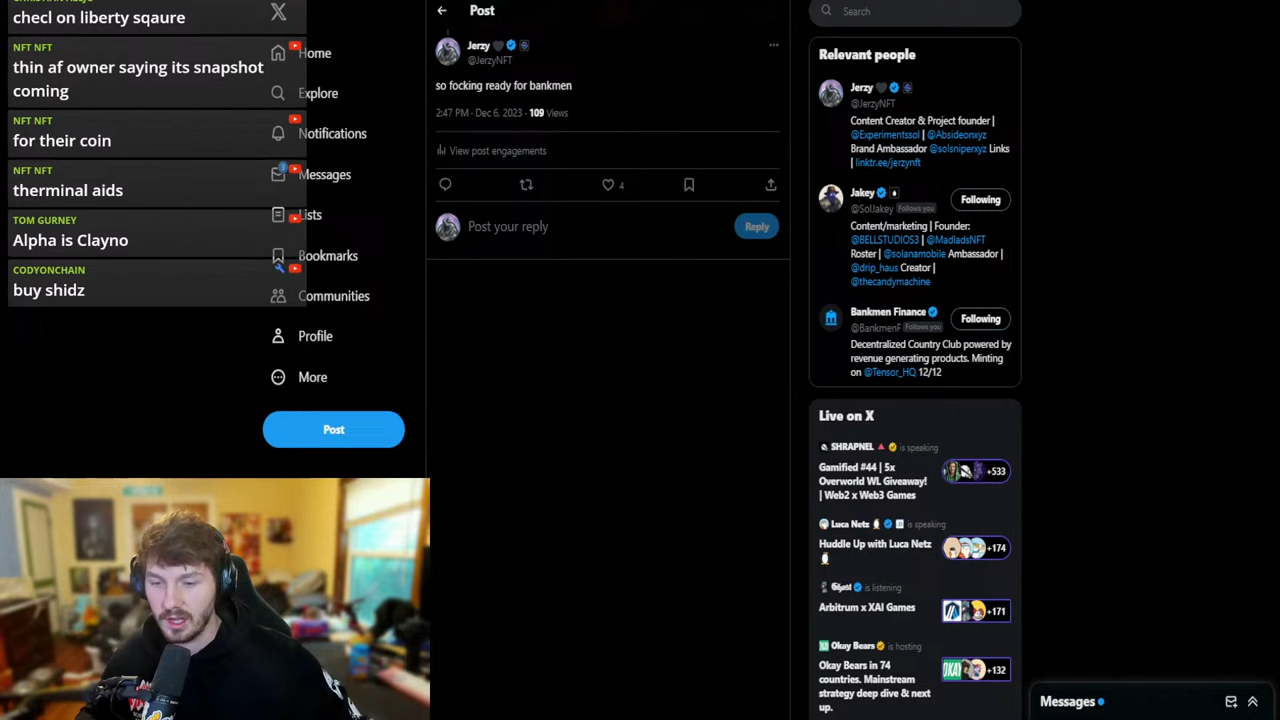 checl on liberty sqaure
NFT NFT
thin af owner saying its snapshot
coming
NFT NFT
for their coin
NFT NFT
therminal aids
TOM GURNEY
Alpha is Clayno
CODYONCHAIN
buy shidz
Home
Explore
Notifications
3
Messages
Lists
Bookmarks
Communities
Profile
More
Post
Post
Jerzy
@JerzyNFT
so focking ready for bankmen
2:47 PM · Dec 6, 2023 · 109 Views
View post engagements
4
Post your reply
Reply
Search
Relevant people
Jerzy
@JerzyNFT
Content Creator & Project founder |
@Experimentssol | @Absideonxyz
Brand Ambassador @solsniperxyz Links
| linktr.ee/jerzynft
Jakey
@SolJakey Follows you
Following
Content/marketing | Founder:
@BELLSTUDIOS3 | @MadladsNFT
Roster | @solanamobile Ambassador |
@drip_haus Creator |
@thecandymachine
Bankmen Finance
@BankmenF Follows you
Following
Decentralized Country Club powered by
revenue generating products. Minting
on @Tensor_HQ 12/12
Live on X
SHRAPNEL is speaking
Gamified #44 | 5x
Overworld WL Giveaway!
| Web2 x Web3 Games
+533
Luca Netz is speaking
Huddle Up with Luca Netz
+174
is listening
Arbitrum x XAI Games
+171
Okay Bears is hosting
Okay Bears in 74
countries. Mainstream
strategy deep dive & next
up.
OKAY
+132
Messages